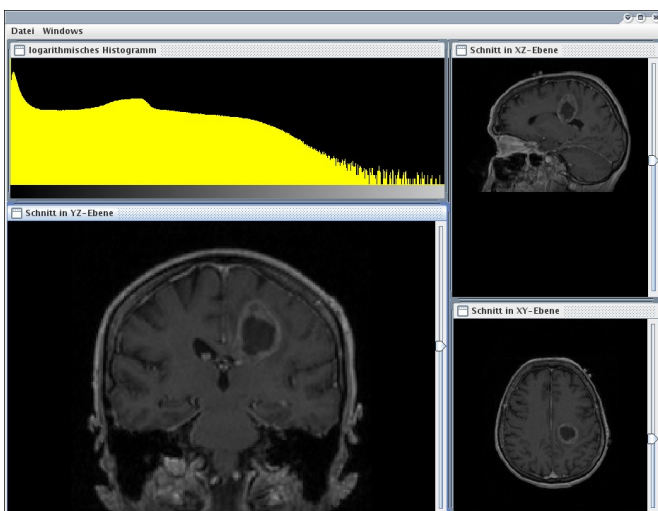 Datei Windows
logarithmisches Histogramm
Schnitt in XZ-Ebene
Schnitt in YZ-Ebene
Schnitt in XY-Ebene